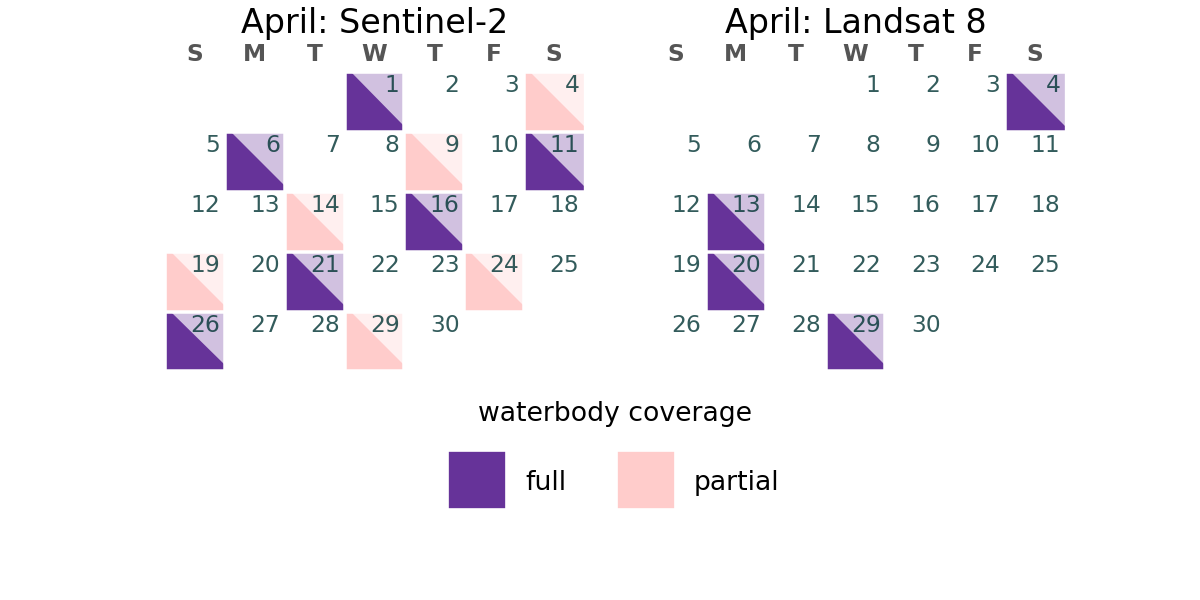 April: Sentinel-2
S M T W T F S
1 2 3 4
5 6 7 8 9 10 11
12 13 14 15 16 17 18
19 20 21 22 23 24 25
26 27 28 29 30
April: Landsat 8
S M T W T F S
1 2 3 4
5 6 7 8 9 10 11
12 13 14 15 16 17 18
19 20 21 22 23 24 25
26 27 28 29 30
waterbody coverage
full
partial